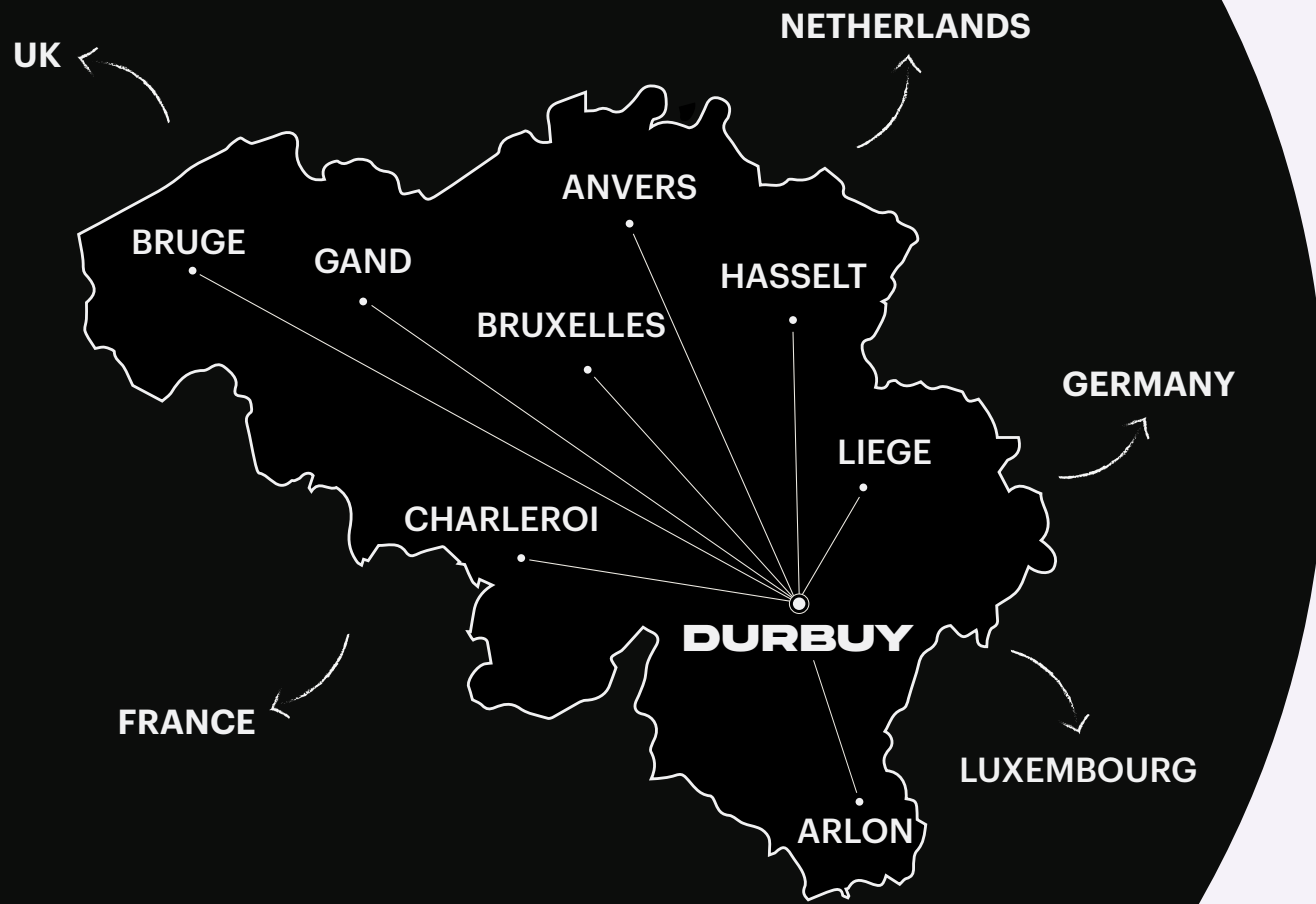 NETHERLANDS
UK
ANVERS
BRUGE
GAND
HASSELT
BRUXELLES
GERMANY
LIEGE
CHARLEROI
DURBUY
FRANCE
LUXEMBOURG
ARLON